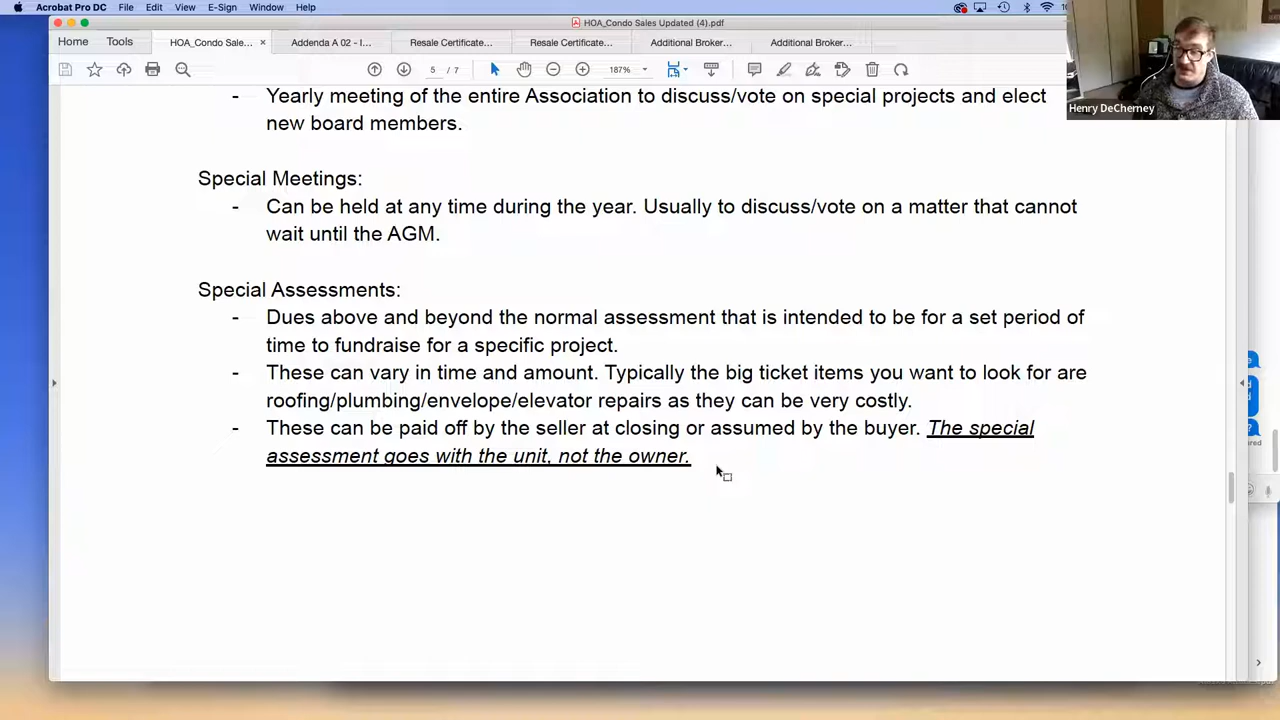 Acrobat Pro DC File Edit View E-Sign Window Help
HOA_Condo Sales Updated (4).pdf
Home Tools HOA_Condo Sale... × Addenda A 02 - I... Resale Certificate... Resale Certificate... Additional Broker... Additional Broker...
5 / 7 187%
Henry DeCherney
- Yearly meeting of the entire Association to discuss/vote on special projects and elect
new board members.
Special Meetings:
- Can be held at any time during the year. Usually to discuss/vote on a matter that cannot
wait until the AGM.
Special Assessments:
- Dues above and beyond the normal assessment that is intended to be for a set period of
time to fundraise for a specific project.
- These can vary in time and amount. Typically the big ticket items you want to look for are
roofing/plumbing/envelope/elevator repairs as they can be very costly.
- These can be paid off by the seller at closing or assumed by the buyer. The special
assessment goes with the unit, not the owner.